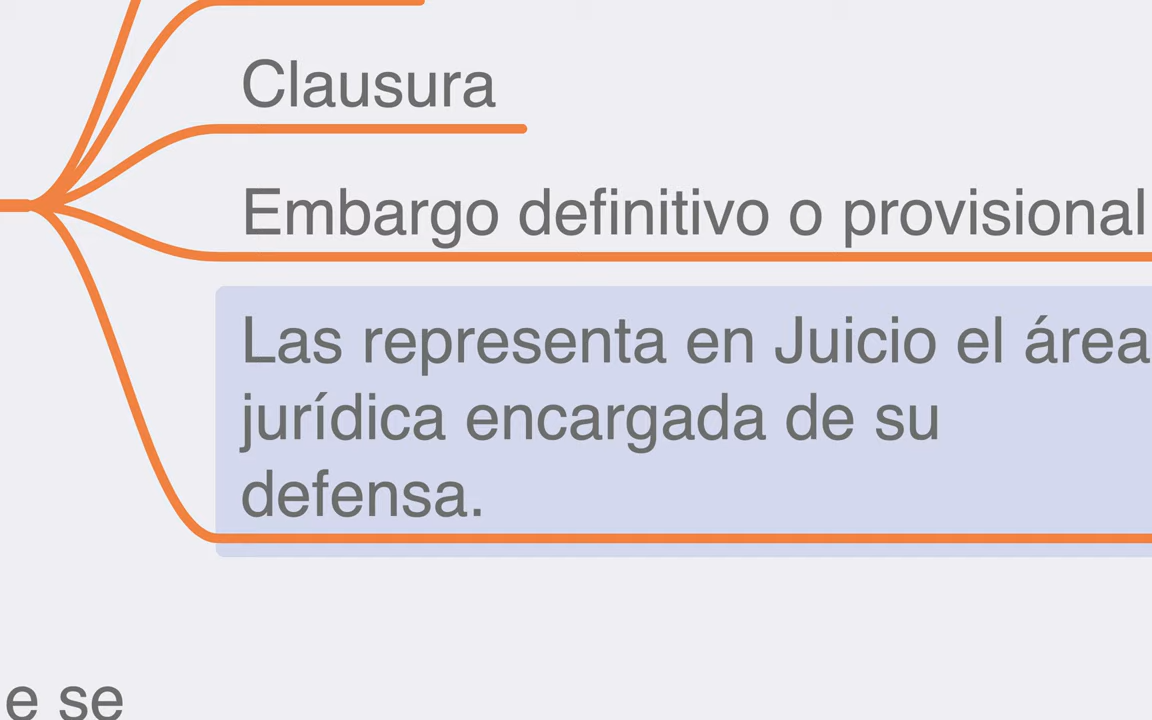 Clausura
Embargo definitivo o provisional
Las representa en Juicio el área
jurídica encargada de su
defensa.
e se